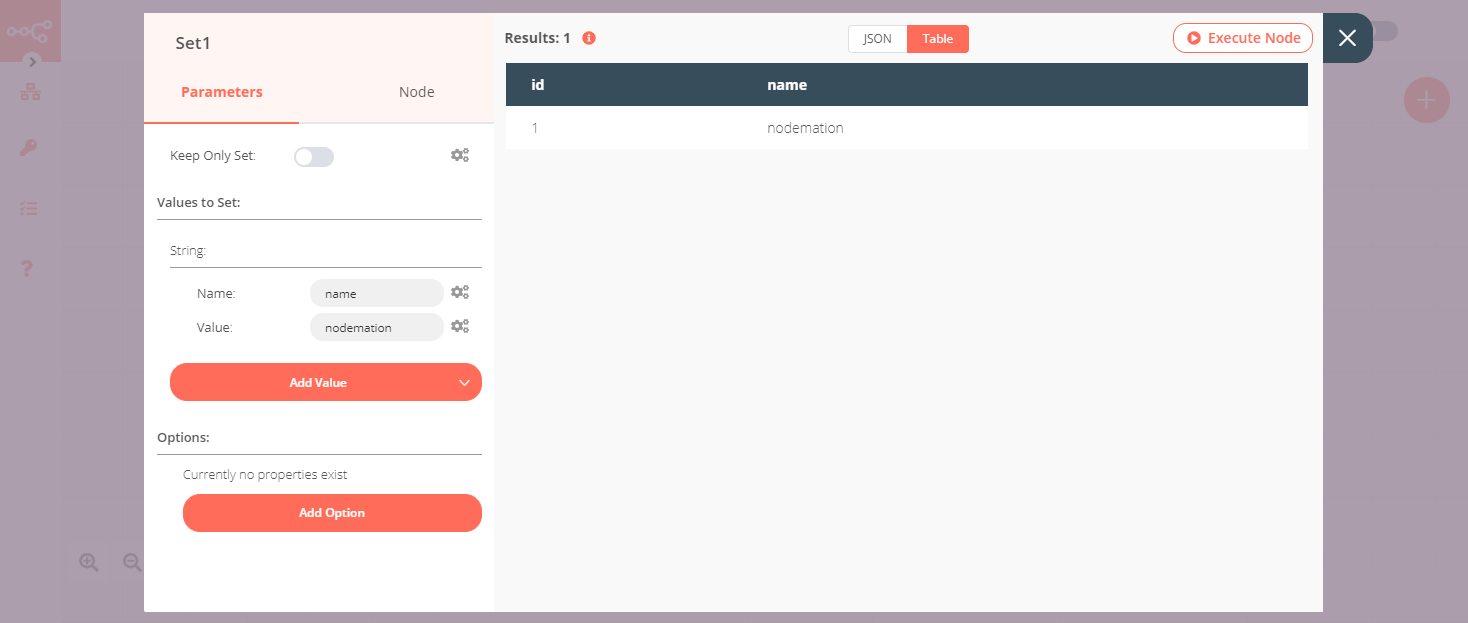 Set1
Parameters
Node
Keep Only Set:
Values to Set:
String:
Name:
name
Value:
nodemation
Add Value
Options:
Currently no properties exist
Add Option
Results: 1
JSON
Table
Execute Node
id
name
1
nodemation